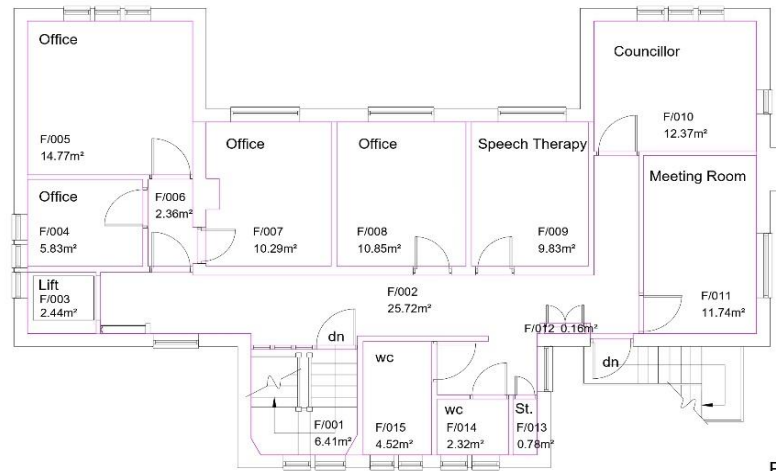 Office
F/005
14.77m²
Office
F/004
5.83m²
F/006
2.36m²
Lift
F/003
2.44m²
Office
F/007
10.29m²
Office
F/008
10.85m²
Speech Therapy
F/009
9.83m²
Councillor
F/010
12.37m²
Meeting Room
F/011
11.74m²
F/002
25.72m²
F/012 0.16m²
dn
dn
F/001
6.41m²
wc
F/015
4.52m²
wc
F/014
2.32m²
St.
F/013
0.78m²